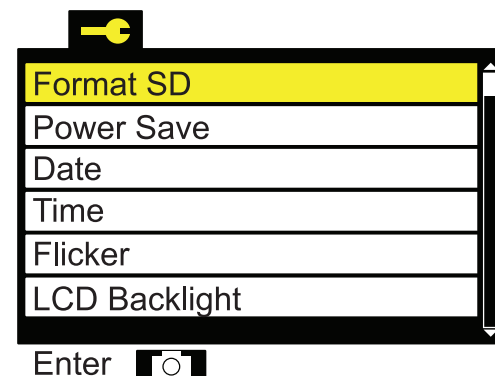 Format SD
Power Save
Date
Time
Flicker
LCD Backlight
Enter